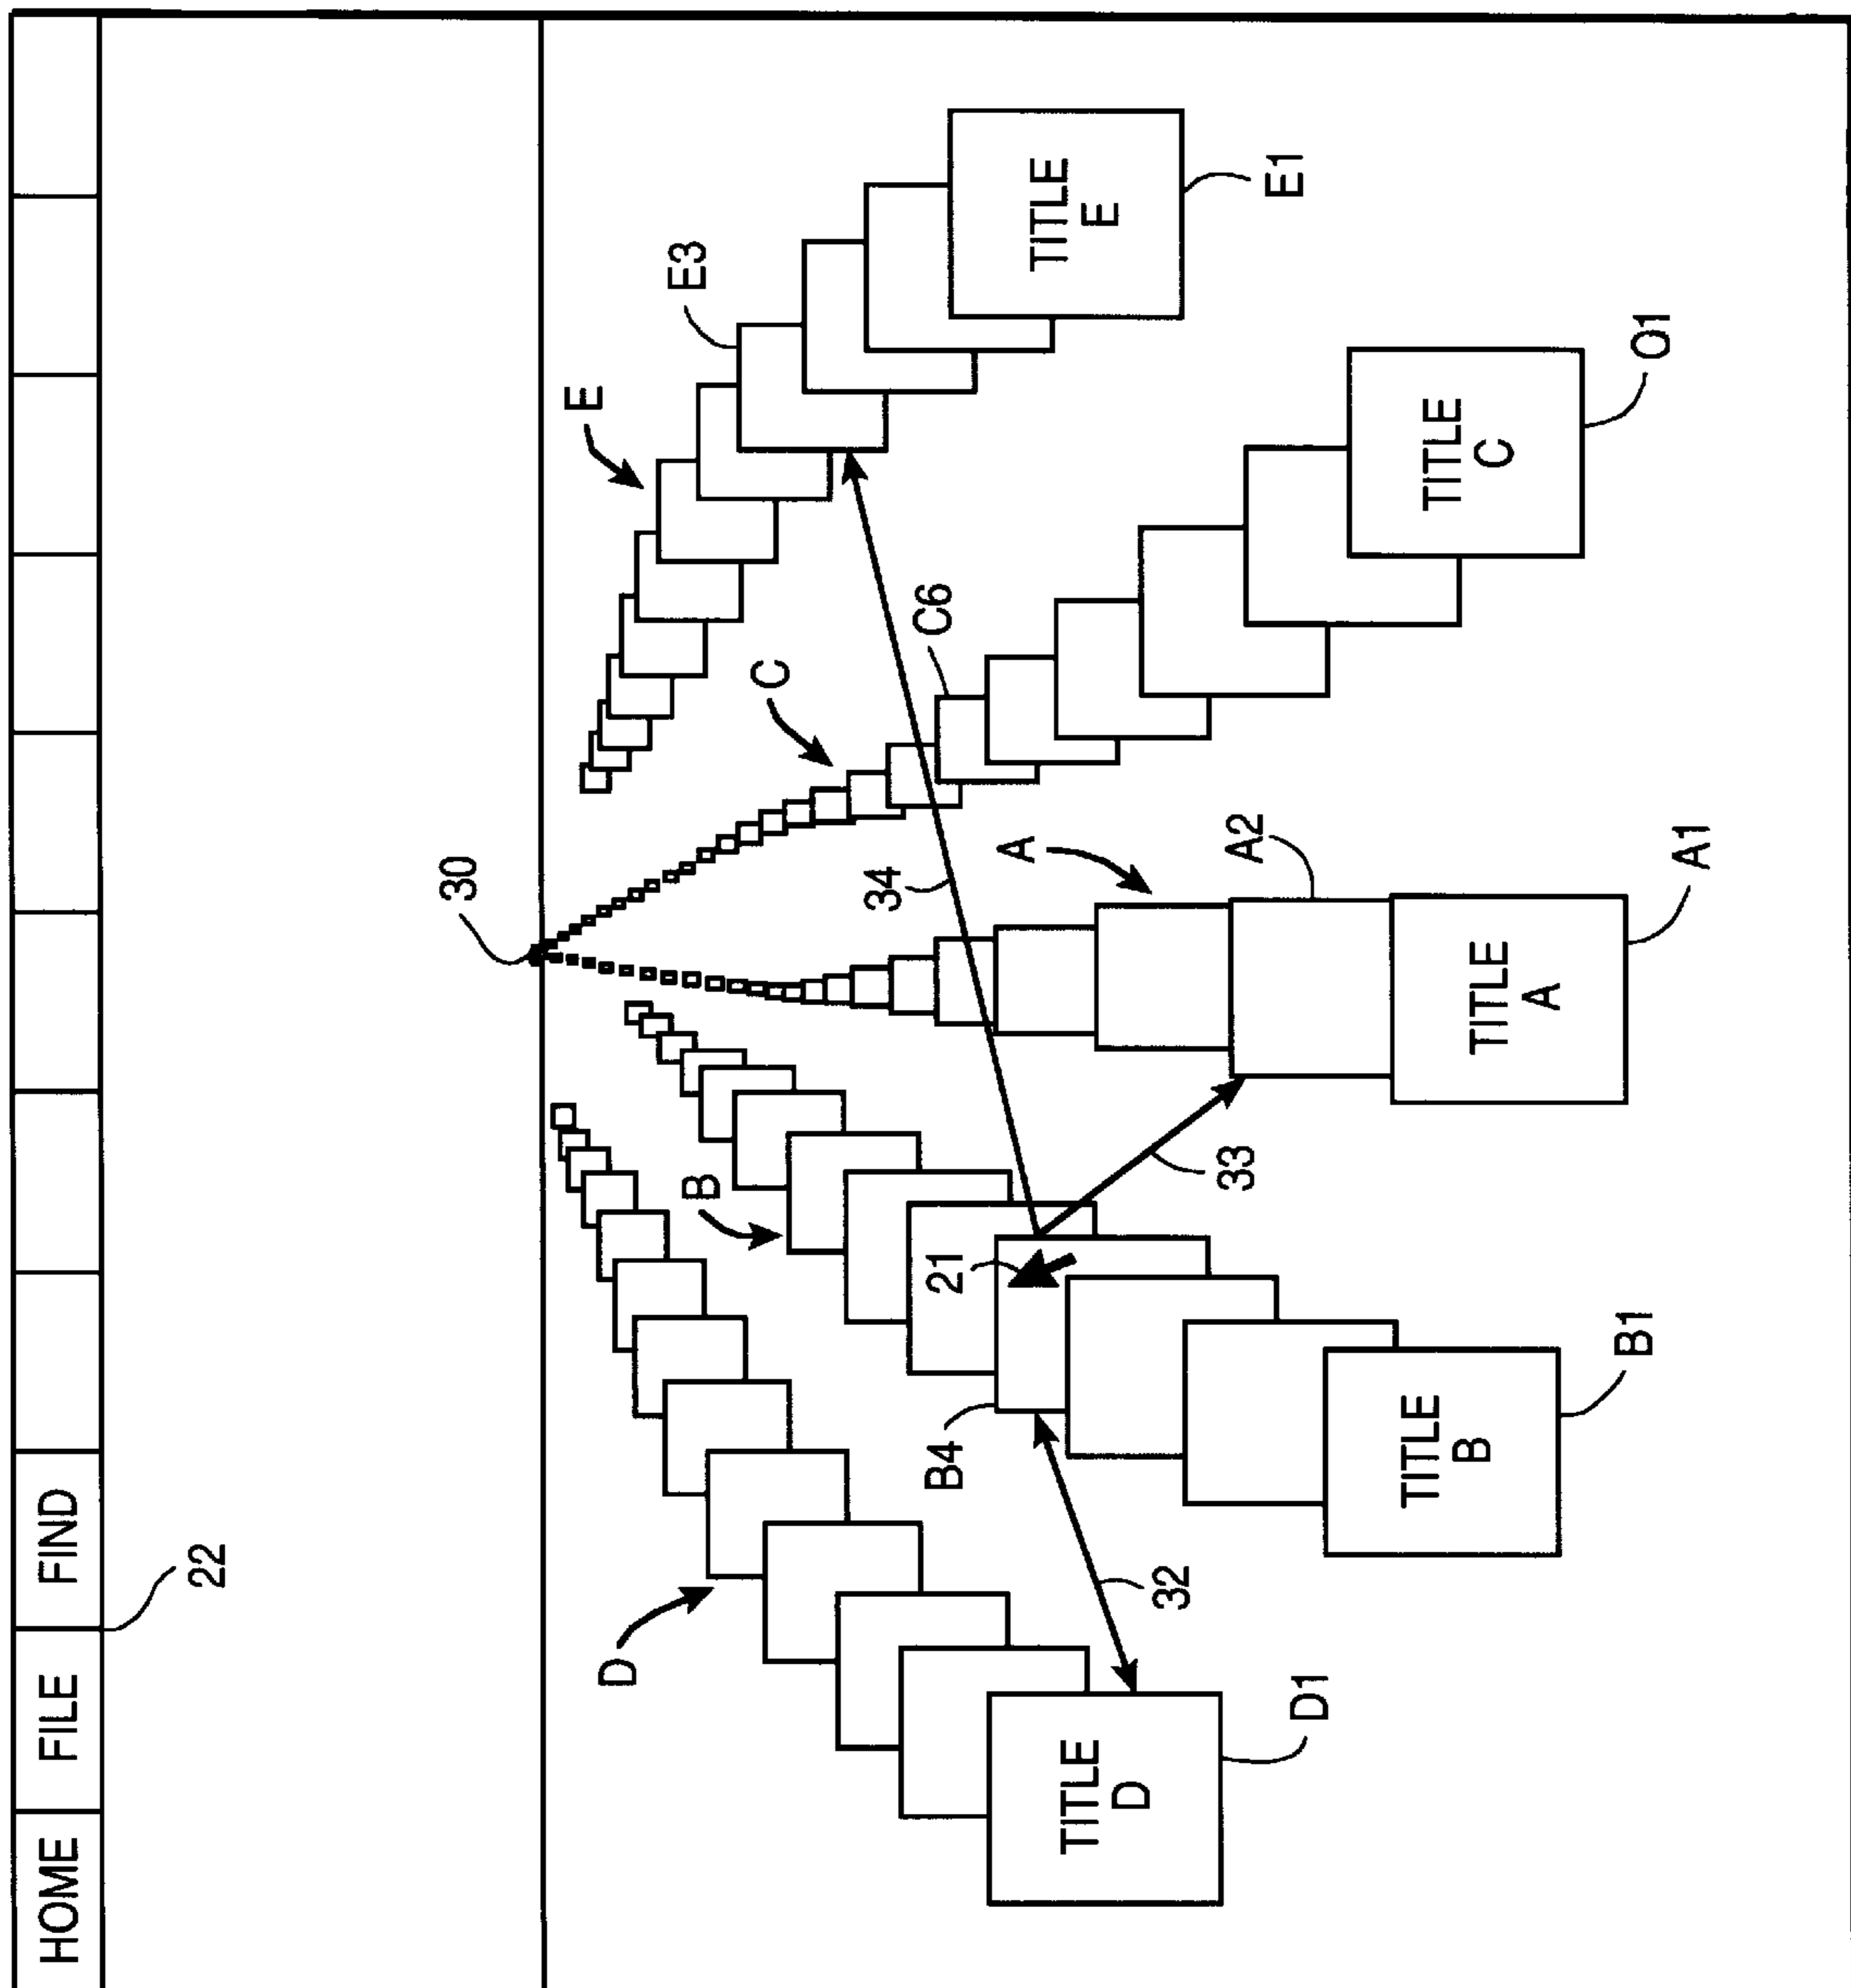 HOME FILE FIND
22
30
E
D
E3
B
C
34
C6
B4
21
A
TITLE
E
TITLE
D
32
33
A2
E1
D1
TITLE
B
TITLE
C
TITLE
A
B1
O1
A1